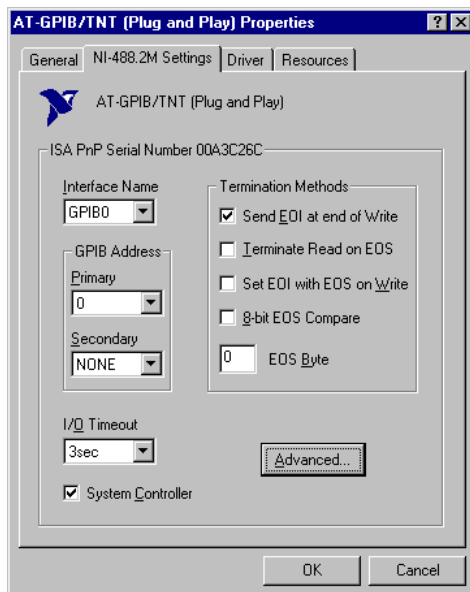 AT-GPIB/TNT (Plug and Play) Properties
General NI-488.2M Settings Driver Resources
AT-GPIB/TNT (Plug and Play)
ISA PnP Serial Number 00A3C26C
Interface Name
GPIB0
GPIB Address
Primary
0
Secondary
NONE
I/O Timeout
3sec
System Controller
Termination Methods
Send EOI at end of Write
Terminate Read on EOS
Set EOI with EOS on Write
8-bit EOS Compare
0 EOS Byte
Advanced...
OK Cancel